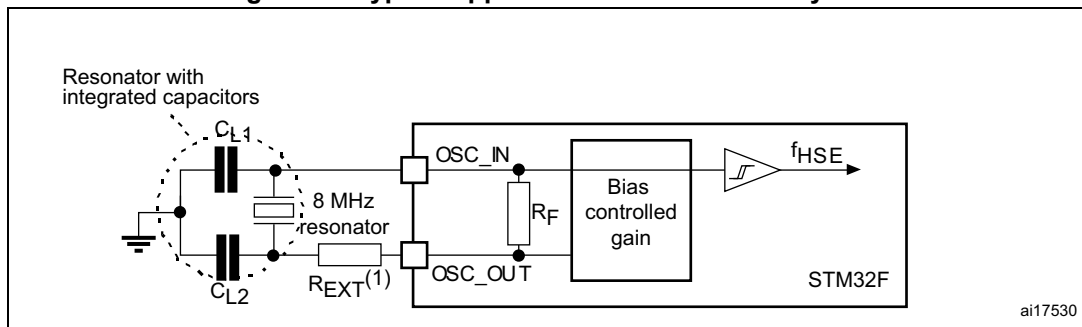 Resonator with
integrated capacitors
CL1
OSC_IN
fHSE
8 MHz
resonator
RF
Bias
controlled
gain
REXT(1)
OSC_OUT
STM32F
CL2
ai17530